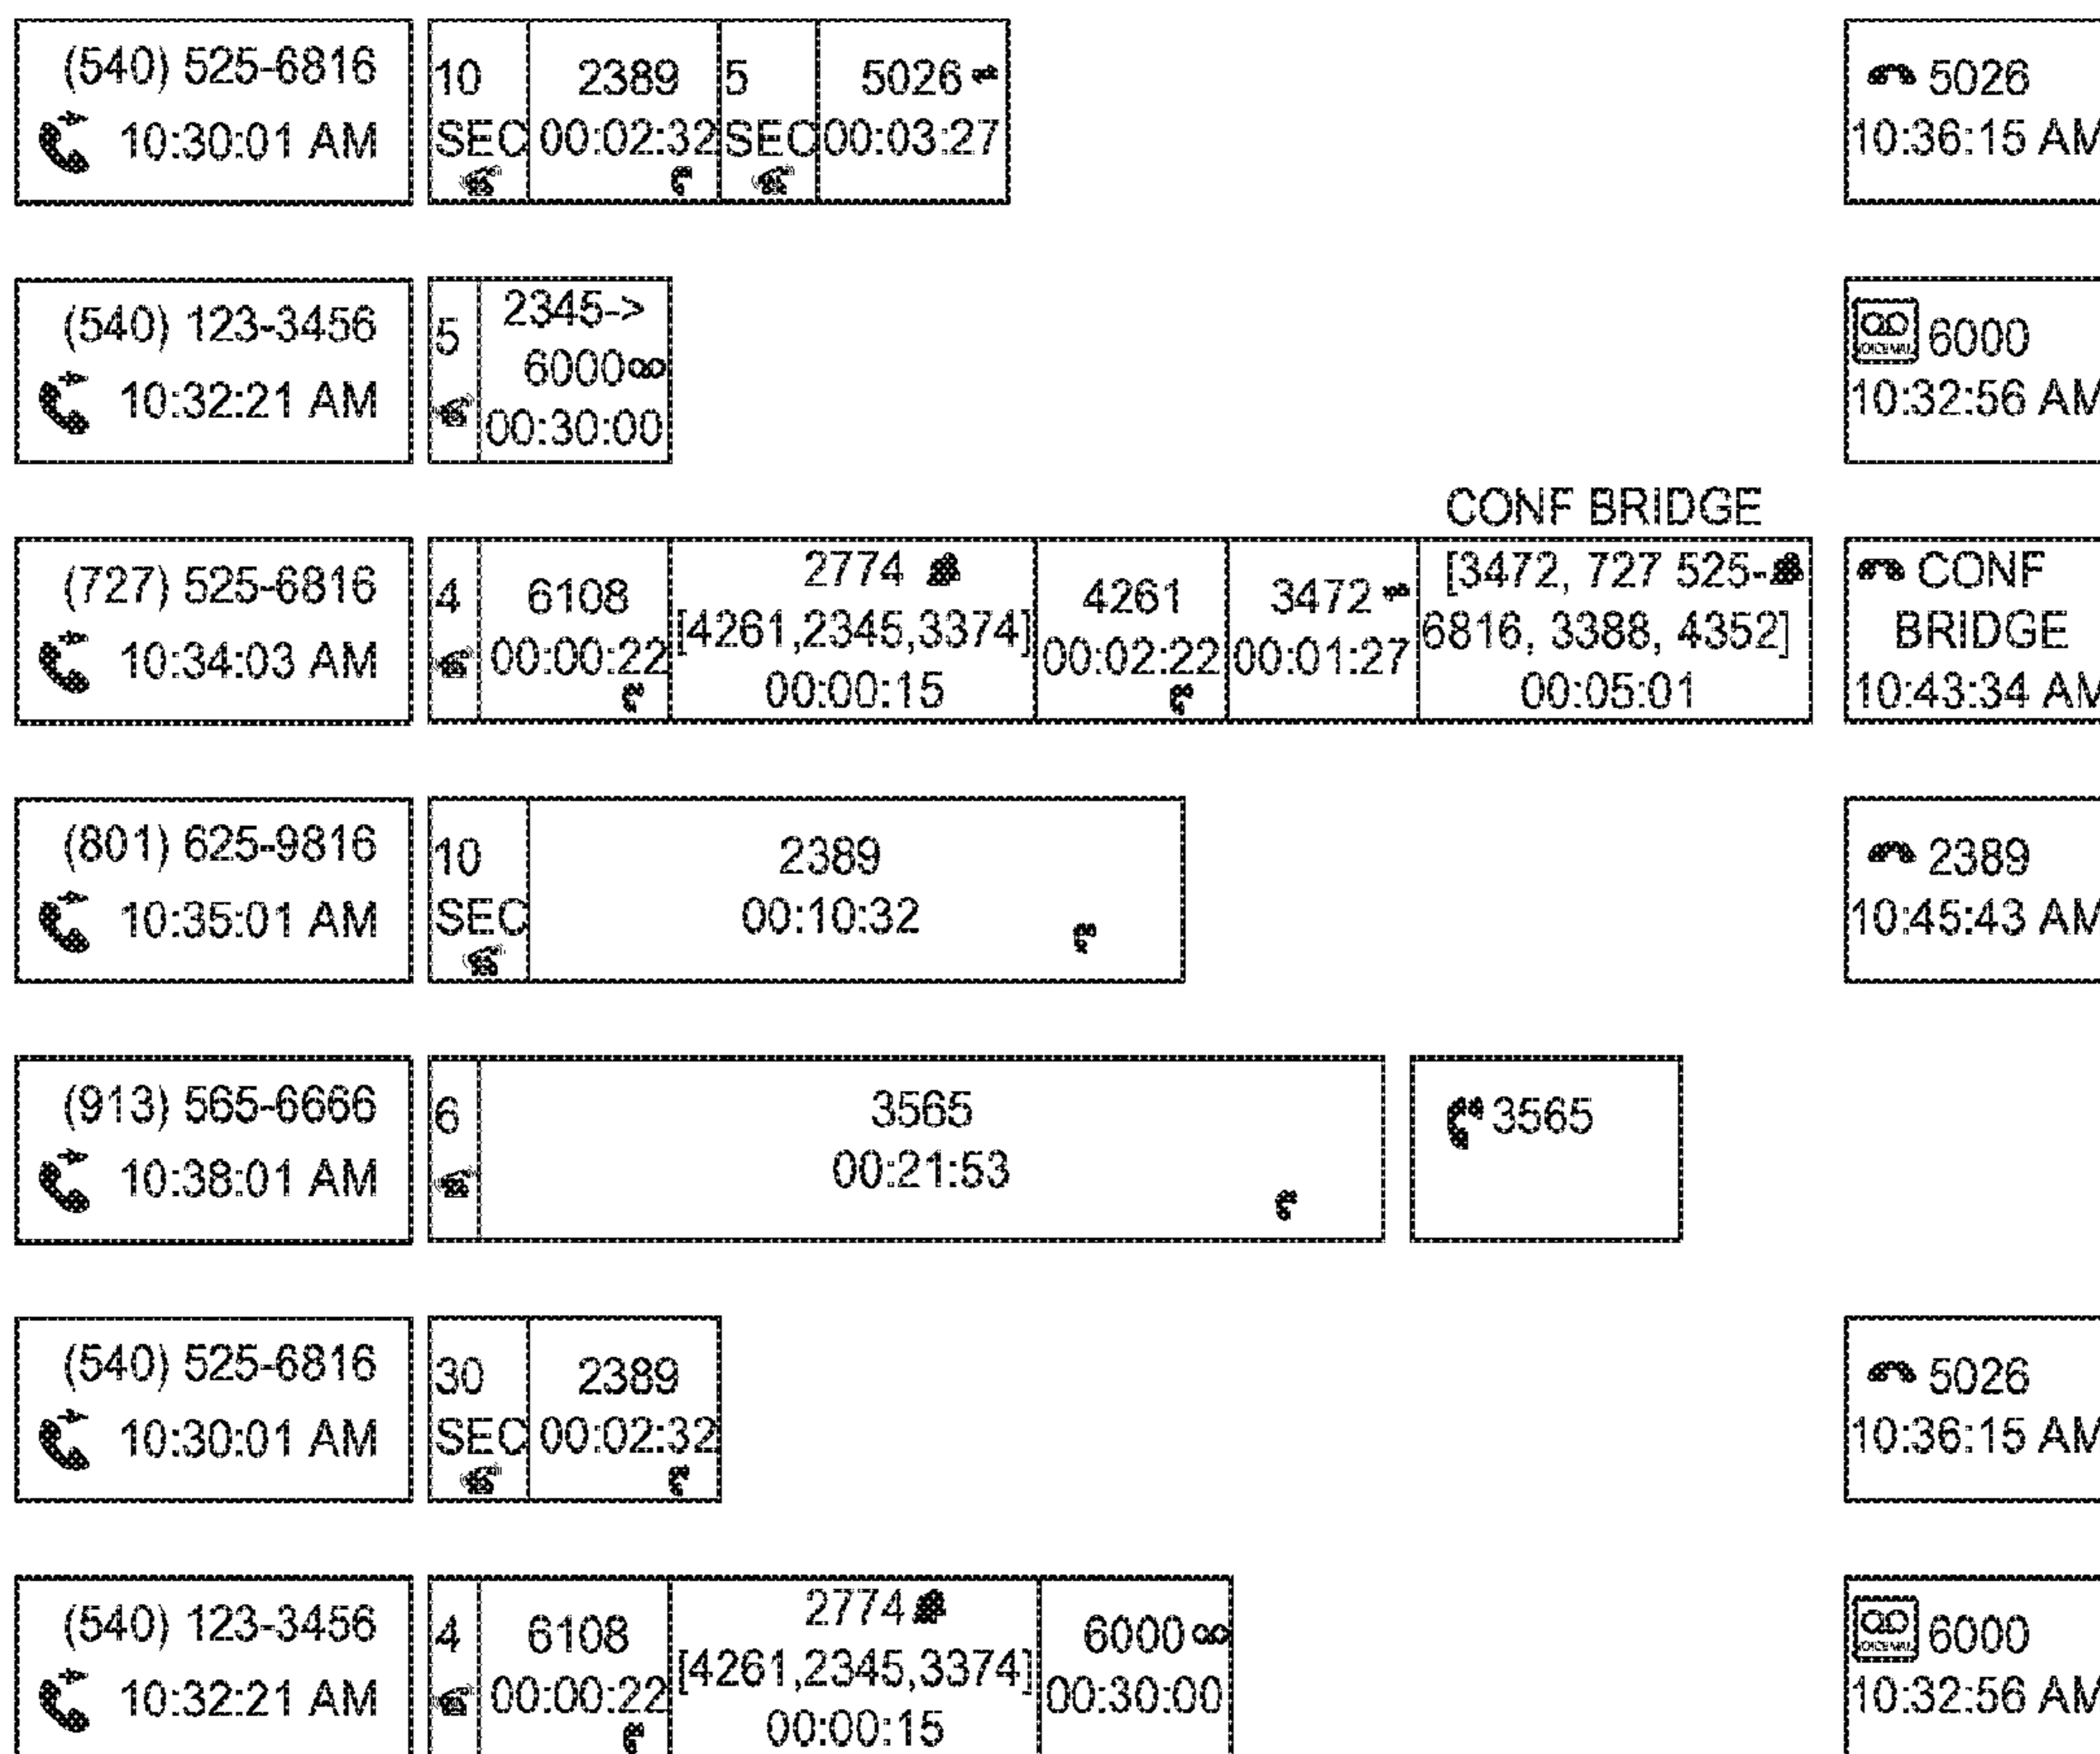 (540) 525-6816
10:30:01 AM
10
SEC
2389
00:02:32
5
SEC
5026
00:03:27
5026
10:36:15 AM
(540) 123-3456
10:32:21 AM
5
2345->
6000
00:30:00
VOICE MAIL
6000
10:32:56 AM
CONF BRIDGE
(727) 525-6816
10:34:03 AM
4
6108
00:00:22
2774
[4261,2345,3374]
00:00:15
4261
00:02:22
3472
00:01:27
[3472, 727 525-
6816, 3388, 4352]
00:05:01
CONF
BRIDGE
10:43:34 AM
(801) 625-9816
10:35:01 AM
10
SEC
2389
00:10:32
2389
10:45:43 AM
(913) 565-6666
10:38:01 AM
6
3565
00:21:53
3565
(540) 525-6816
10:30:01 AM
30
SEC
2389
00:02:32
5026
10:36:15 AM
(540) 123-3456
10:32:21 AM
4
6108
00:00:22
2774
[4261,2345,3374]
00:00:15
6000
00:30:00
VOICE MAIL
6000
10:32:56 AM